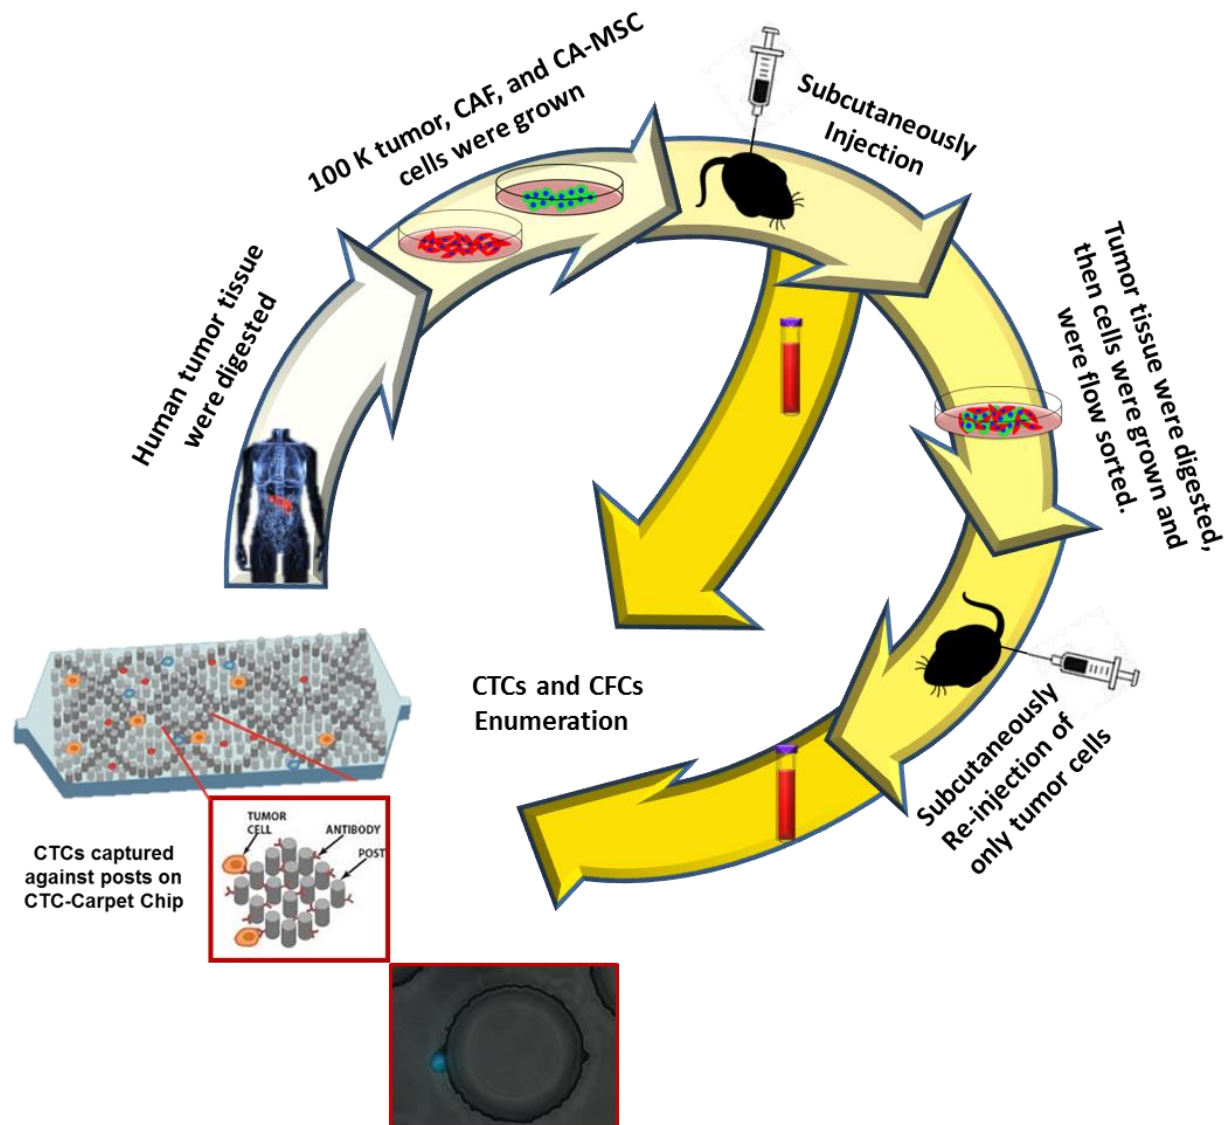 Human tumor tissue
were digested
100 K tumor, CAF, and CA-MSC
cells were grown
Subcutaneously
Injection
Tumor tissue were digested,
then cells were grown and
were flow sorted.
Subcutaneously
Re-injection of
only tumor cells
CTCs and CFCs
Enumeration
CTCs captured
against posts on
CTC-Carpet Chip
TUMOR
CELL
ANTIBODY
POST